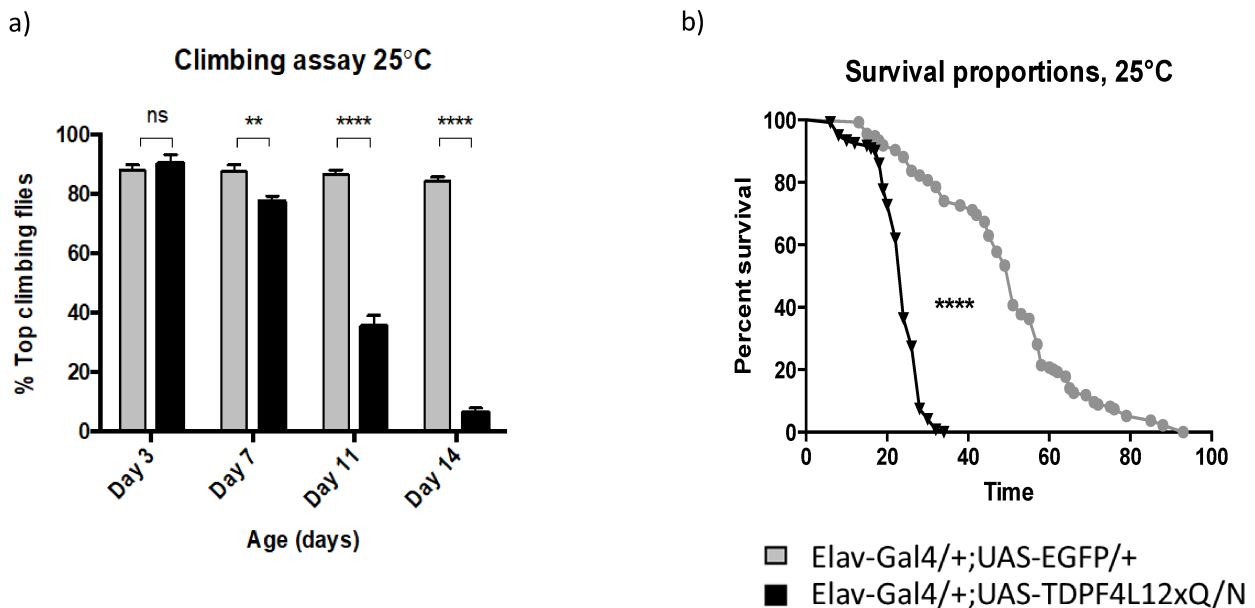 a)
Climbing assay 25°C
ns
**
****
****
100
80
60
40
20
0
% Top climbing flies
Day 3
Day 7
Day 11
Day 14
Age (days)
b)
Survival proportions, 25°C
100
80
60
40
20
0
Percent survival
****
0
20
40
60
80
100
Time
Elav-Gal4/+;UAS-EGFP/+
Elav-Gal4/+;UAS-TDPF4L12xQ/N